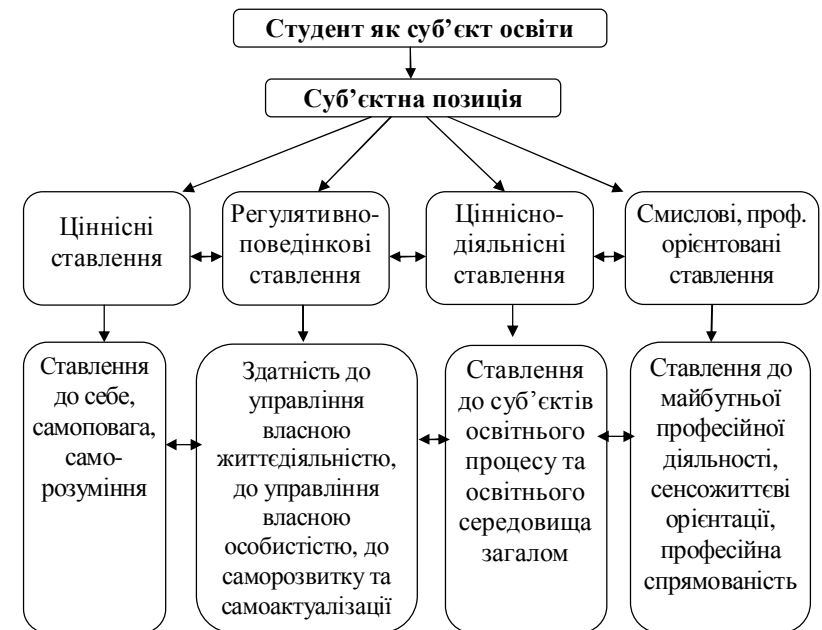 Студент як суб’єкт освіти
Суб’єктна позиція
Ціннісні
ставлення
Регулятивно-
поведінкові
ставлення
Ціннісно-
діяльнісні
ставлення
Смислові, проф.
орієнтовані
ставлення
Ставлення
до себе,
самоповага,
само-
розуміння
Здатність до
управління
власною
життєдіяльністю,
до управління
власною
особистістю, до
саморозвитку та
самоактуалізації
Ставлення
до суб’єктів
освітнього
процесу та
освітнього
середовища
загалом
Ставлення до
майбутньої
професійної
діяльності,
сенсожиттєві
орієнтації,
професійна
спрямованість